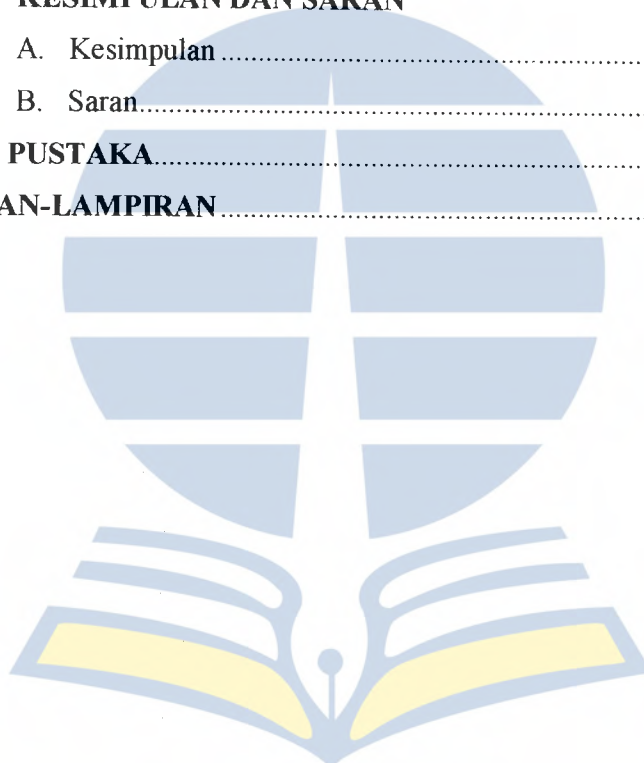 KESIMPULAN DAN SARAN
A. Kesimpulan ....................................................
B. Saran................................................................
PUSTAKA................................................................
AN-LAMPIRAN....................................................